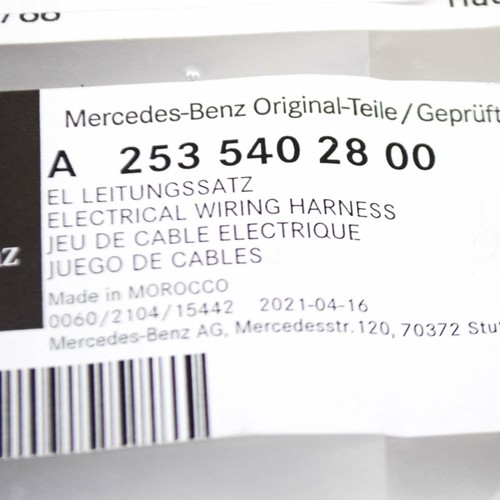 Mercedes-Benz Original-Teile/Geprüft
A 253 540 28 00
EL LEITUNGSSATZ
ELECTRICAL WIRING HARNESS
JEU DE CABLE ELECTRIQUE
JUEGO DE CABLES
Made in MOROCCO
0060/2104/15442 2021-04-16
Mercedes-Benz AG, Mercedesstr.120, 70372 Stu